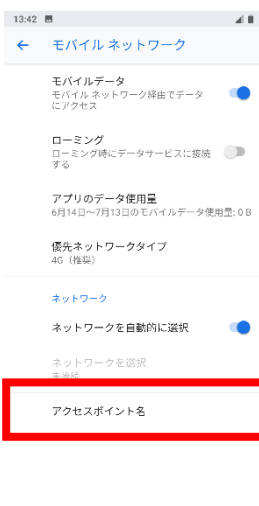 13:42
モバイル ネットワーク
モバイルデータ
モバイル ネットワーク経由でデータ
にアクセス
ローミング
ローミング時にデータサービスに接続
する
アプリのデータ使用量
6月14日～7月13日のモバイルデータ使用量: 0 B
優先ネットワークタイプ
4G（推奨）
ネットワーク
ネットワークを自動的に選択
ネットワークを選択
未接続
アクセスポイント名